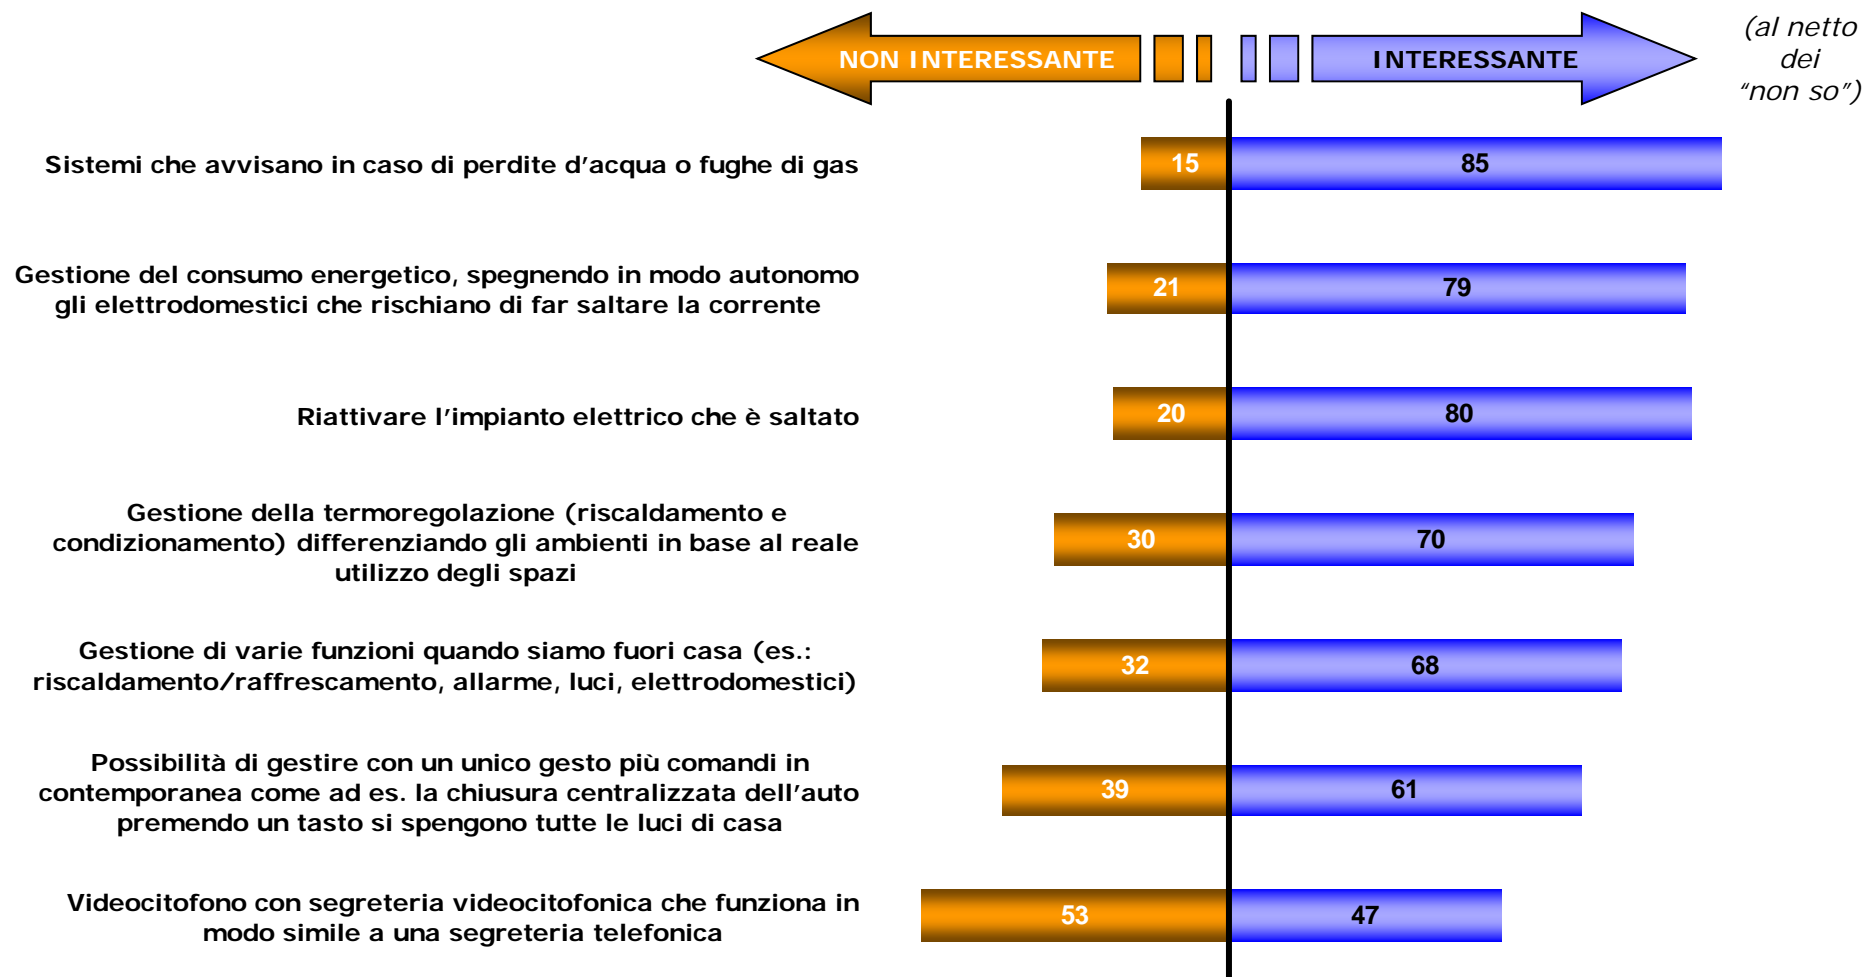 NON INTERESSANTE
INTERESSANTE
(al netto
dei
“non so”)
Sistemi che avvisano in caso di perdite d'acqua o fughe di gas
15
85
Gestione del consumo energetico, spegnendo in modo autonomo
gli elettrodomestici che rischiano di far saltare la corrente
21
79
Riattivare l'impianto elettrico che è saltato
20
80
Gestione della termoregolazione (riscaldamento e
condizionamento) differenziando gli ambienti in base al reale
utilizzo degli spazi
30
70
Gestione di varie funzioni quando siamo fuori casa (es.:
riscaldamento/raffrescamento, allarme, luci, elettrodomestici)
32
68
Possibilità di gestire con un unico gesto più comandi in
contemporanea come ad es. la chiusura centralizzata dell'auto
premendo un tasto si spengono tutte le luci di casa
39
61
Videocitofono con segreteria videocitofonica che funziona in
modo simile a una segreteria telefonica
53
47